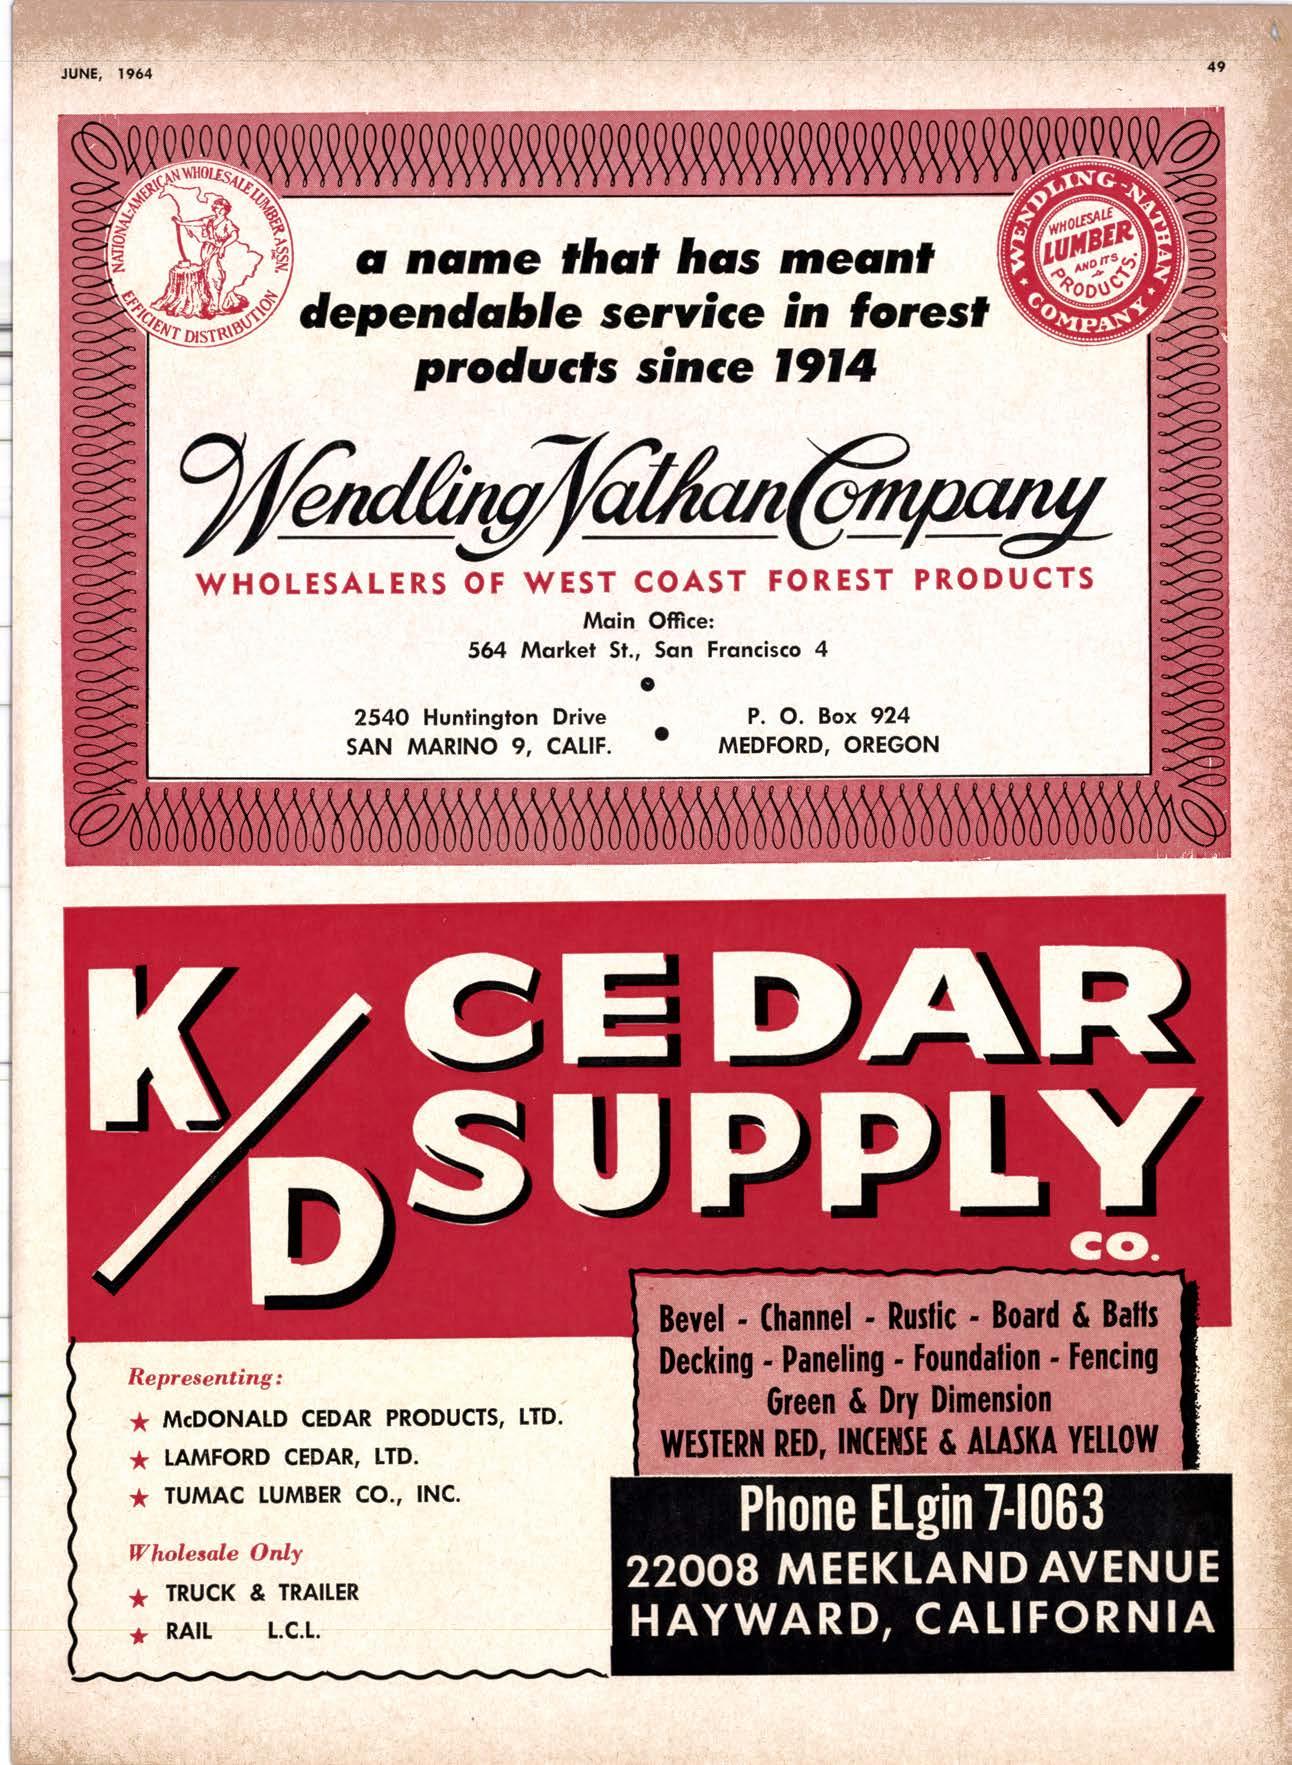 JUNE, 1964
49
NATIONAL-AMERICAN WHOLESALE LUMBER ASSN. INC.
EFFICIENT DISTRIBUTION
WENDLING-NATHAN
COMPANY
WHOLESALE
LUMBER
AND ITS
PRODUCTS.
a name that has meant
dependable service in forest
products since 1914
Wendling Nathan Company
WHOLESALERS OF WEST COAST FOREST PRODUCTS
Main Office:
564 Market St., San Francisco 4
2540 Huntington Drive
SAN MARINO 9, CALIF.
P. O. Box 924
MEDFORD, OREGON
K/D
CEDAR
SUPPLY
CO.
Bevel - Channel - Rustic - Board & Batts
Decking - Paneling - Foundation - Fencing
Green & Dry Dimension
WESTERN RED, INCENSE & ALASKA YELLOW
Representing:
★ McDONALD CEDAR PRODUCTS, LTD.
★ LAMFORD CEDAR, LTD.
★ TUMAC LUMBER CO., INC.
Wholesale Only
★ TRUCK & TRAILER
★ RAIL L.C.L.
Phone ELgin 7-1063
22008 MEEKLAND AVENUE
HAYWARD, CALIFORNIA